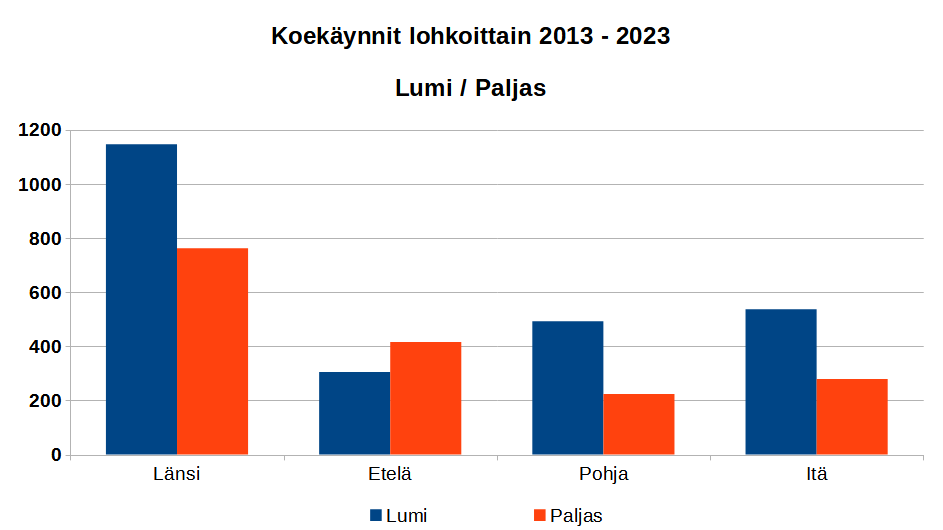 Koekäynnit lohkoittain 2013 - 2023
Lumi / Paljas
1200
1000
800
600
400
200
0
Länsi Etelä Pohja Itä
Lumi Paljas